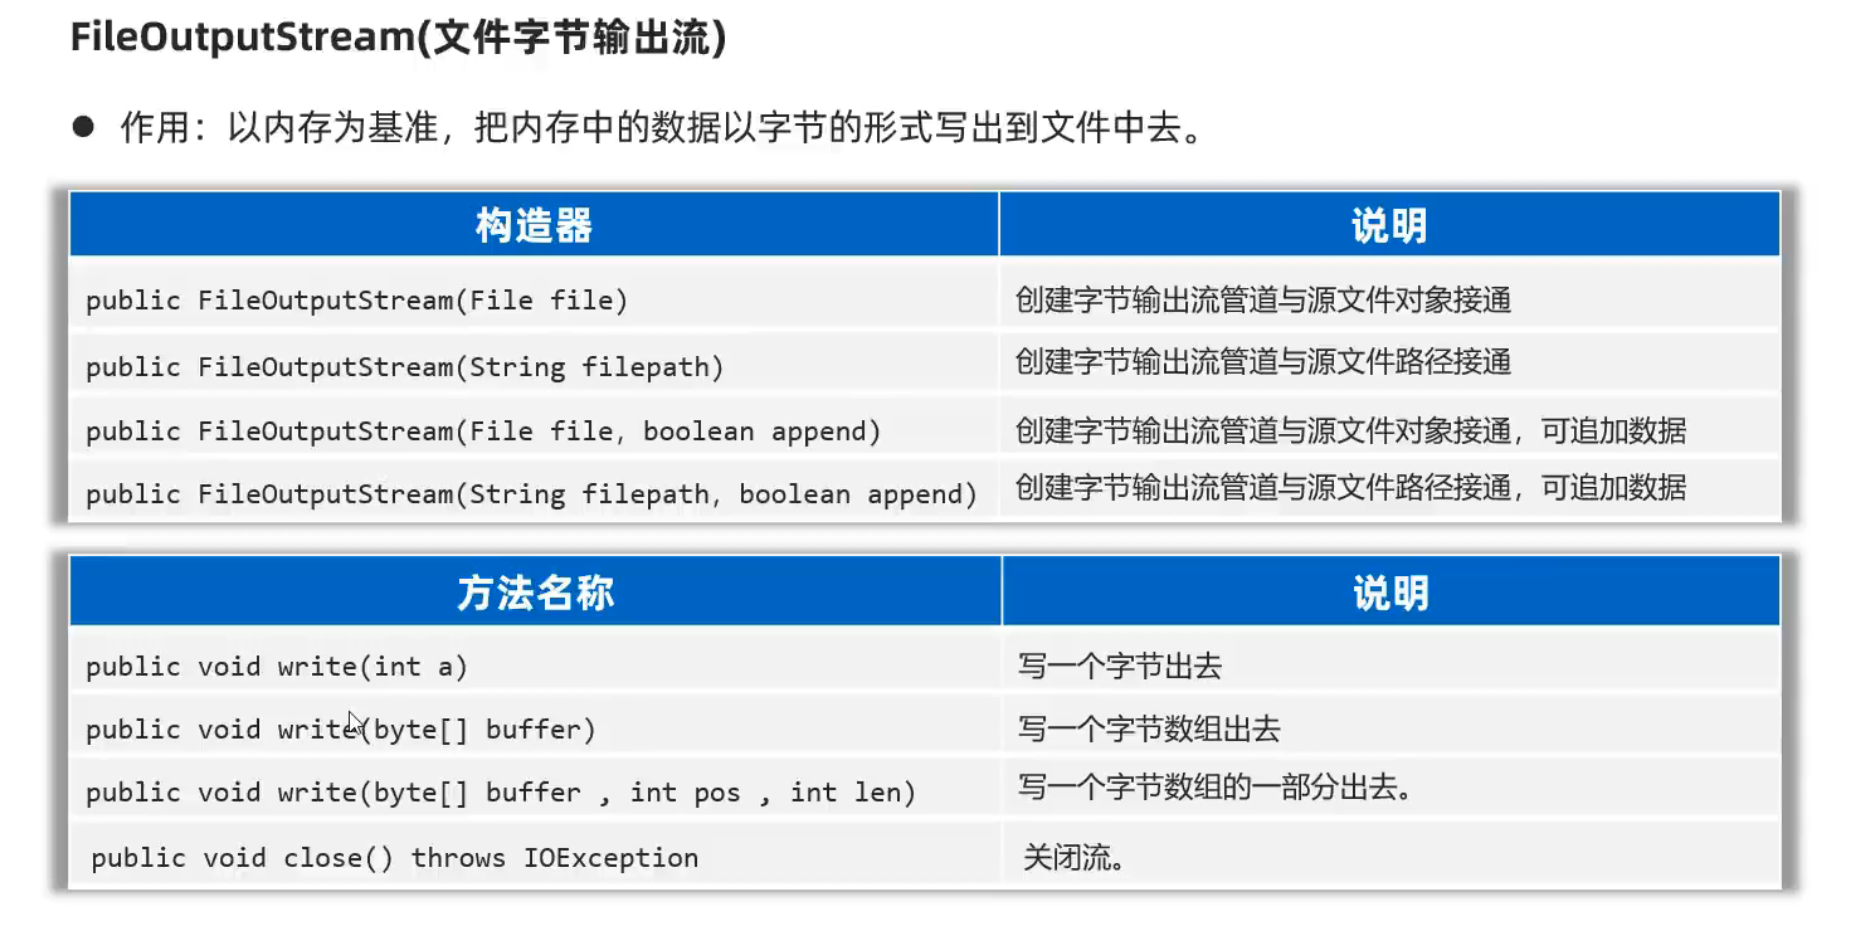 FileOutputStream(文件字节输出流)
● 作用：以内存为基准，把内存中的数据以字节的形式写出到文件中去。
构造器 说明
public FileOutputStream(File file) 创建字节输出流管道与源文件对象接通
public FileOutputStream(String filepath) 创建字节输出流管道与源文件路径接通
public FileOutputStream(File file, boolean append) 创建字节输出流管道与源文件对象接通，可追加数据
public FileOutputStream(String filepath, boolean append) 创建字节输出流管道与源文件路径接通，可追加数据
方法名称 说明
public void write(int a) 写一个字节出去
public void write(byte[] buffer) 写一个字节数组出去
public void write(byte[] buffer , int pos , int len) 写一个字节数组的一部分出去。
public void close() throws IOException 关闭流。